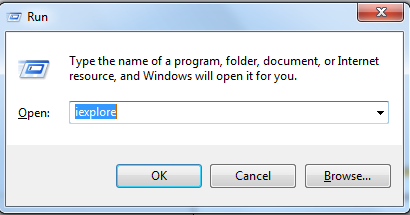 Run
Type the name of a program, folder, document, or Internet
resource, and Windows will open it for you.
Open: iexplore
OK Cancel Browse...